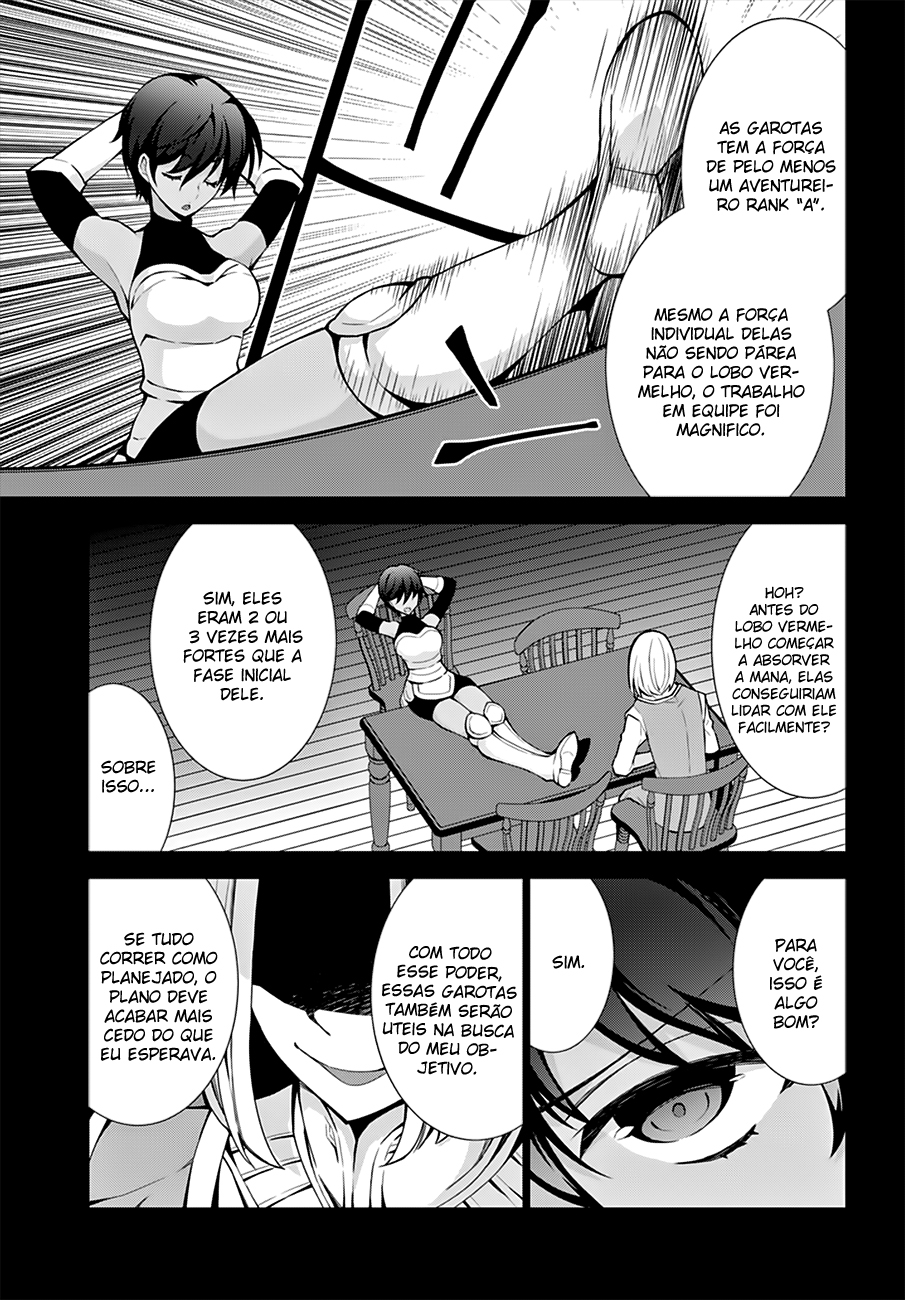 AS GAROTAS
TEM A FORÇA
DE PELO MENOS
UM AVENTUREI-
RO RANK "A".
MESMO A FORÇA
INDIVIDUAL DELAS
NÃO SENDO PÁREA
PARA O LOBO VER-
MELHO, O TRABALHO
EM EQUIPE FOI
MAGNIFICO.
HOH?
ANTES DO
LOBO VERME-
LHO COMEÇAR
A ABSORVER
A MANA, ELAS
CONSEGUIRIAM
LIDAR COM ELE
FACILMENTE?
SIM, ELES
ERAM 2 OU
3 VEZES MAIS
FORTES QUE A
FASE INICIAL
DELE.
SOBRE
ISSO...
PARA
VOCÊ,
ISSO É
ALGO
BOM?
SIM.
COM TODO
ESSE PODER,
ESSAS GAROTAS
TAMBÉM SERÃO
UTEIS NA BUSCA
DO MEU OB-
JETIVO.
SE TUDO
CORRER COMO
PLANEJADO, O
PLANO DEVE
ACABAR MAIS
CEDO DO QUE
EU ESPERAVA.